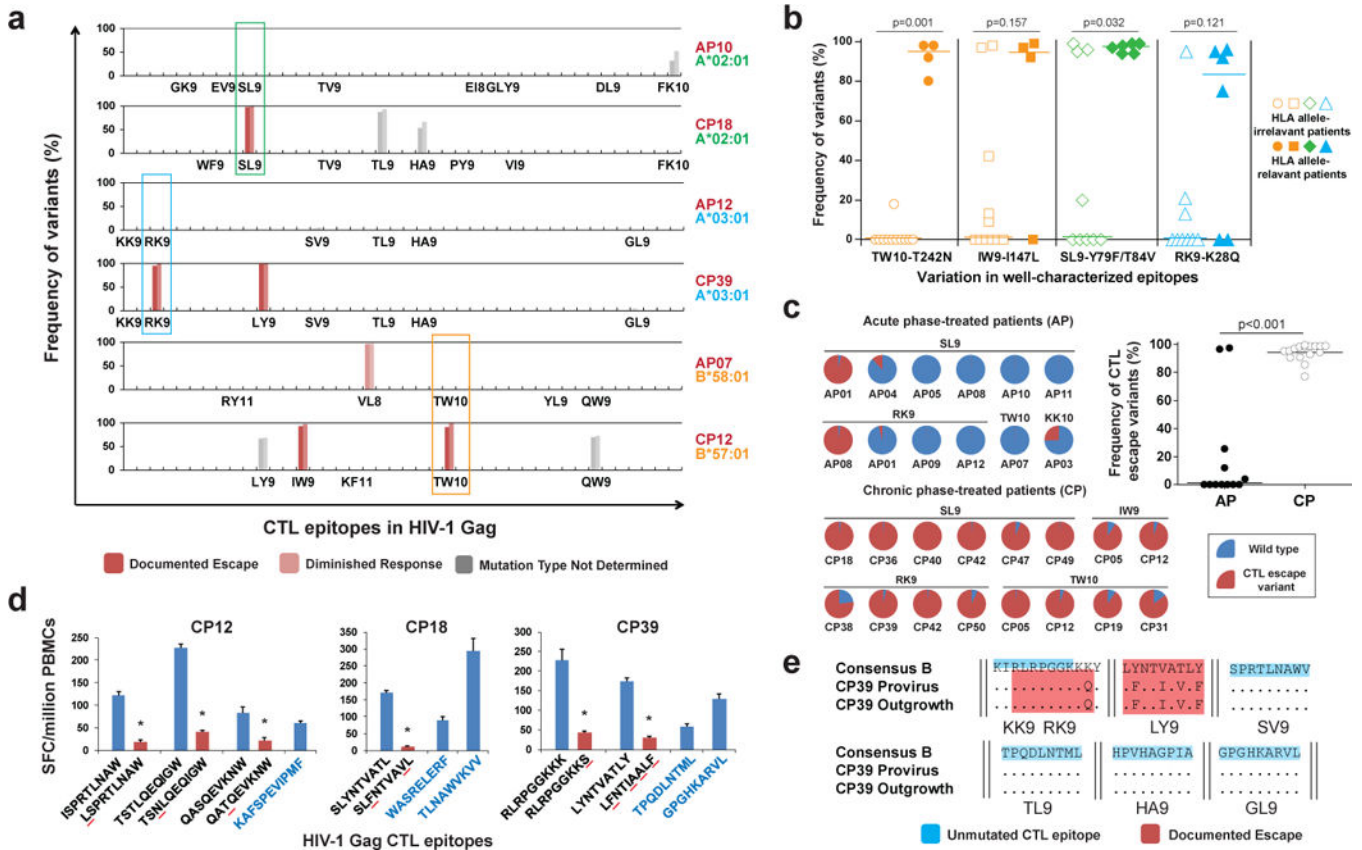 a
Frequency of variants (%)
100
50
0
GK9 EV9 SL9 TV9 EI8GLY9 DL9 FK10
AP10
A*02:01
100
50
0
WF9 SL9 TV9 TL9 HA9 PY9 VI9 FK10
CP18
A*02:01
100
50
0
KK9 RK9 SV9 TL9 HA9 GL9
AP12
A*03:01
100
50
0
KK9 RK9 LY9 SV9 TL9 HA9 GL9
CP39
A*03:01
100
50
0
RY11 VL8 TW10 YL9 QW9
AP07
B*58:01
100
50
0
LY9 IW9 KF11 TW10 QW9
CP12
B*57:01
CTL epitopes in HIV-1 Gag
Documented Escape Diminished Response Mutation Type Not Determined
b
p=0.001 p=0.157 p=0.032 p=0.121
Frequency of variants (%)
100
80
60
40
20
0
TW10-T242N IW9-I147L SL9-Y79F/T84V RK9-K28Q
Variation in well-characterized epitopes
HLA allele-
irrelavant patients
HLA allele-
relavant patients
c
Acute phase-treated patients (AP)
SL9
AP01 AP04 AP05 AP08 AP10 AP11
RK9 TW10 KK10
AP08 AP01 AP09 AP12 AP07 AP03
Chronic phase-treated patients (CP)
SL9 IW9
CP18 CP36 CP40 CP42 CP47 CP49 CP05 CP12
RK9 TW10
CP38 CP39 CP42 CP50 CP05 CP12 CP19 CP31
p<0.001
Frequency of CTL
escape variants (%)
100
80
60
40
20
0
AP CP
Wild type
CTL escape
variant
d
SFC/million PBMCs
CP12
250
200
150
100
50
0
* * *
ISPRTLNAW
LSPRTLNAW
TSTLQEQIGW
TSNLQEQIGW
QASQEVKNW
QATQEVKNW
KAFSPEVIPMF
CP18
350
300
250
200
150
100
50
0
*
SLYNTVATL
SLFNTVAVL
WASRELERF
TLNAWVKVV
CP39
300
250
200
150
100
50
0
* *
RLRPGGKKK
RLRPGGKKS
LYNTVATLY
LFNTIAALF
TPQDLNTML
GPGHKARVL
HIV-1 Gag CTL epitopes
e
Consensus B KIRLRPGGKKKY LYNTVATLY SPRTLNAWV
CP39 Provirus ..........Q. .F..I.V.F .........
CP39 Outgrowth ..........Q. .F..I.V.F .........
KK9 RK9 LY9 SV9
Consensus B TPQDLNTML HPVHAGPIA GPGHKARVL
CP39 Provirus ......... ......... .........
CP39 Outgrowth ......... ......... .........
TL9 HA9 GL9
Unmutated CTL epitope Documented Escape